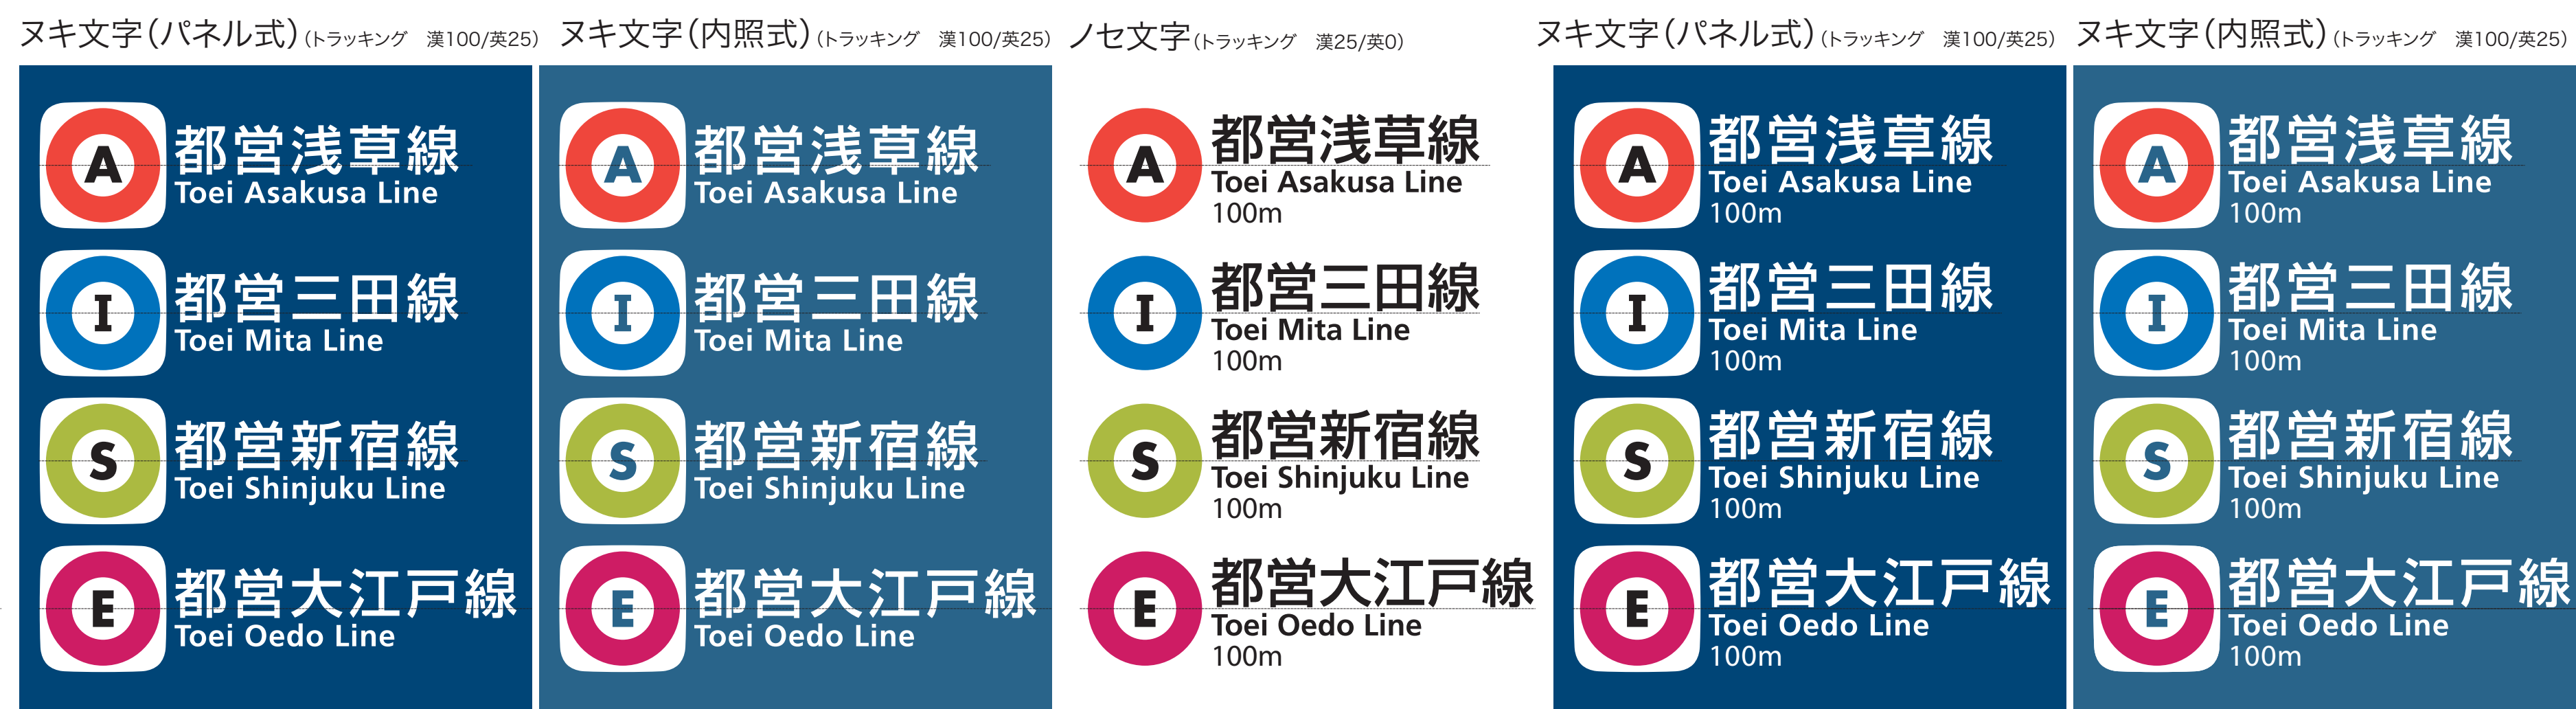 ヌキ文字(パネル式)(トラッキング　漢100/英25)
A
都営浅草線
Toei Asakusa Line
I
都営三田線
Toei Mita Line
S
都営新宿線
Toei Shinjuku Line
E
都営大江戸線
Toei Oedo Line
ヌキ文字(内照式)(トラッキング　漢100/英25)
A
都営浅草線
Toei Asakusa Line
I
都営三田線
Toei Mita Line
S
都営新宿線
Toei Shinjuku Line
E
都営大江戸線
Toei Oedo Line
ノセ文字(トラッキング　漢25/英0)
A
都営浅草線
Toei Asakusa Line
100m
I
都営三田線
Toei Mita Line
100m
S
都営新宿線
Toei Shinjuku Line
100m
E
都営大江戸線
Toei Oedo Line
100m
ヌキ文字(パネル式)(トラッキング　漢100/英25)
A
都営浅草線
Toei Asakusa Line
100m
I
都営三田線
Toei Mita Line
100m
S
都営新宿線
Toei Shinjuku Line
100m
E
都営大江戸線
Toei Oedo Line
100m
ヌキ文字(内照式)(トラッキング　漢100/英25)
A
都営浅草線
Toei Asakusa Line
100m
I
都営三田線
Toei Mita Line
100m
S
都営新宿線
Toei Shinjuku Line
100m
E
都営大江戸線
Toei Oedo Line
100m